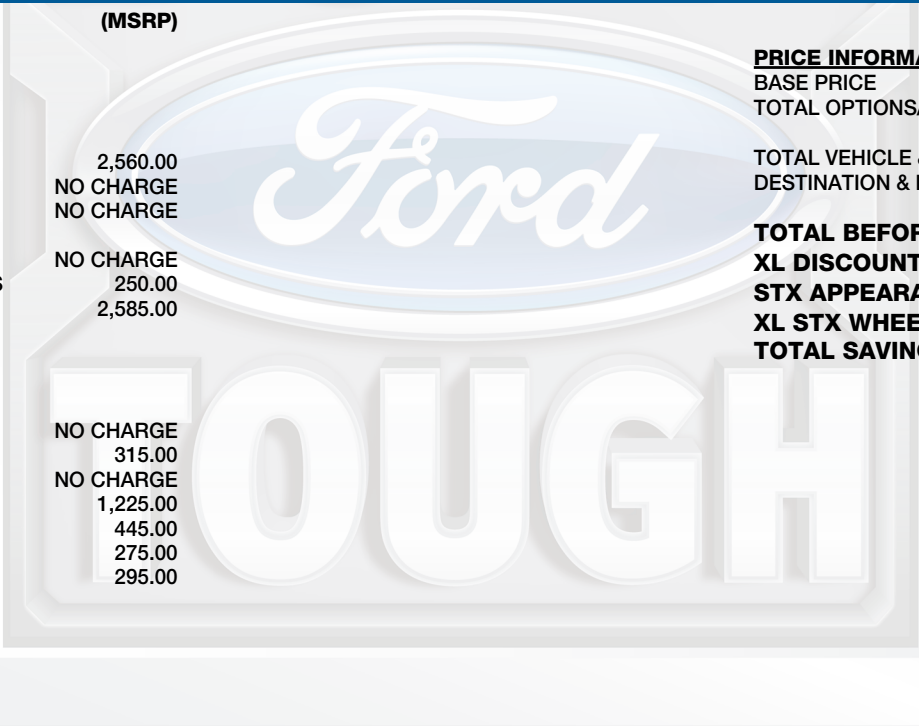 (MSRP)
2,560.00
NO CHARGE
NO CHARGE
NO CHARGE
250.00
2,585.00
NO CHARGE
315.00
NO CHARGE
1,225.00
445.00
275.00
295.00
PRICE INFORMA
BASE PRICE
TOTAL OPTIONS
TOTAL VEHICLE &
DESTINATION &
TOTAL BEFOR
XL DISCOUNT
STX APPEARA
XL STX WHEE
TOTAL SAVIN
Ford
TOUGH